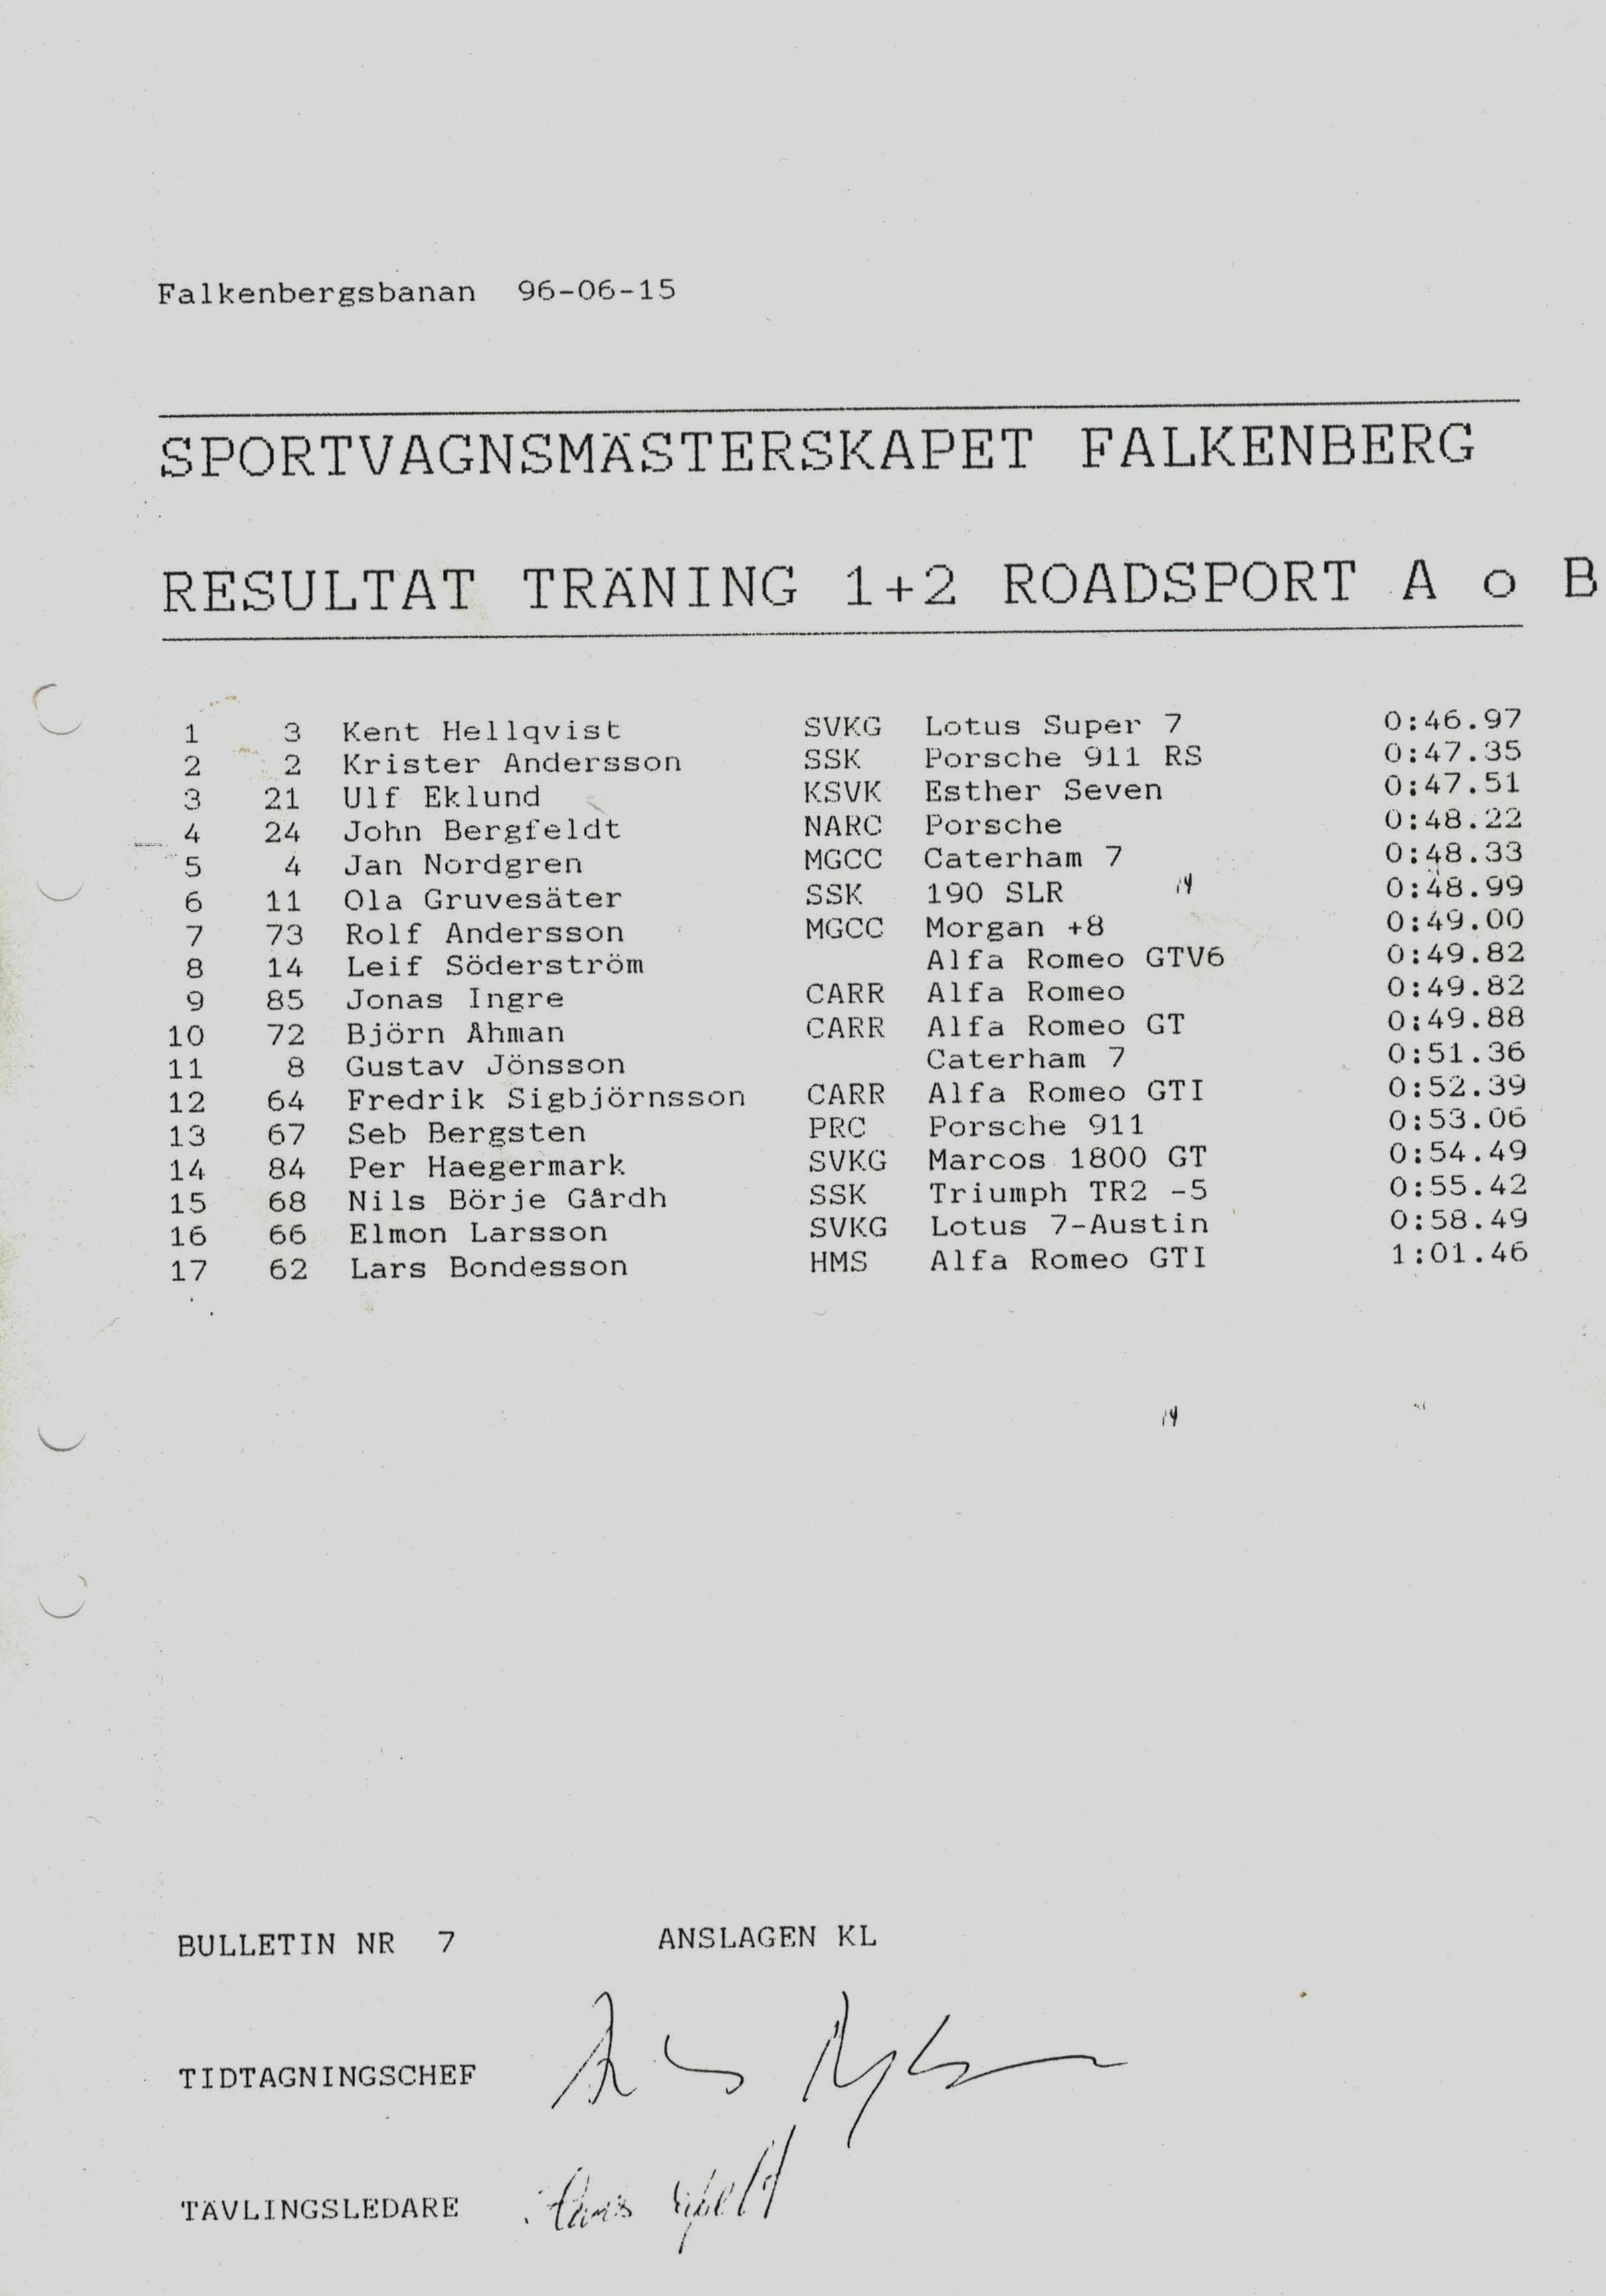 Falkenbergsbanan 96-06-15
SPORTVAGNSMÄSTERSKAPET FALKENBERG
RESULTAT TRÄNING 1+2 ROADSPORT A o B
1 3 Kent Hellqvist SVKG Lotus Super 7 0:46.97
2 2 Krister Andersson SSK Porsche 911 RS 0:47.35
3 21 Ulf Eklund KSVK Esther Seven 0:47.51
4 24 John Bergfeldt NARC Porsche 0:48.22
5 4 Jan Nordgren MGCC Caterham 7 0:48.33
6 11 Ola Gruvesäter SSK 190 SLR 0:48.99
7 73 Rolf Andersson MGCC Morgan +8 0:49.00
8 14 Leif Söderström Alfa Romeo GTV6 0:49.82
9 85 Jonas Ingre CARR Alfa Romeo 0:49.82
10 72 Björn Åhman CARR Alfa Romeo GT 0:49.88
11 8 Gustav Jönsson Caterham 7 0:51.36
12 64 Fredrik Sigbjörnsson CARR Alfa Romeo GTI 0:52.39
13 67 Seb Bergsten PRC Porsche 911 0:53.06
14 84 Per Haegermark SVKG Marcos 1800 GT 0:54.49
15 68 Nils Börje Gårdh SSK Triumph TR2 -5 0:55.42
16 66 Elmon Larsson SVKG Lotus 7-Austin 0:58.49
17 62 Lars Bondesson HMS Alfa Romeo GTI 1:01.46
BULLETIN NR 7 ANSLAGEN KL
TIDTAGNINGSCHEF
TÄVLINGSLEDARE